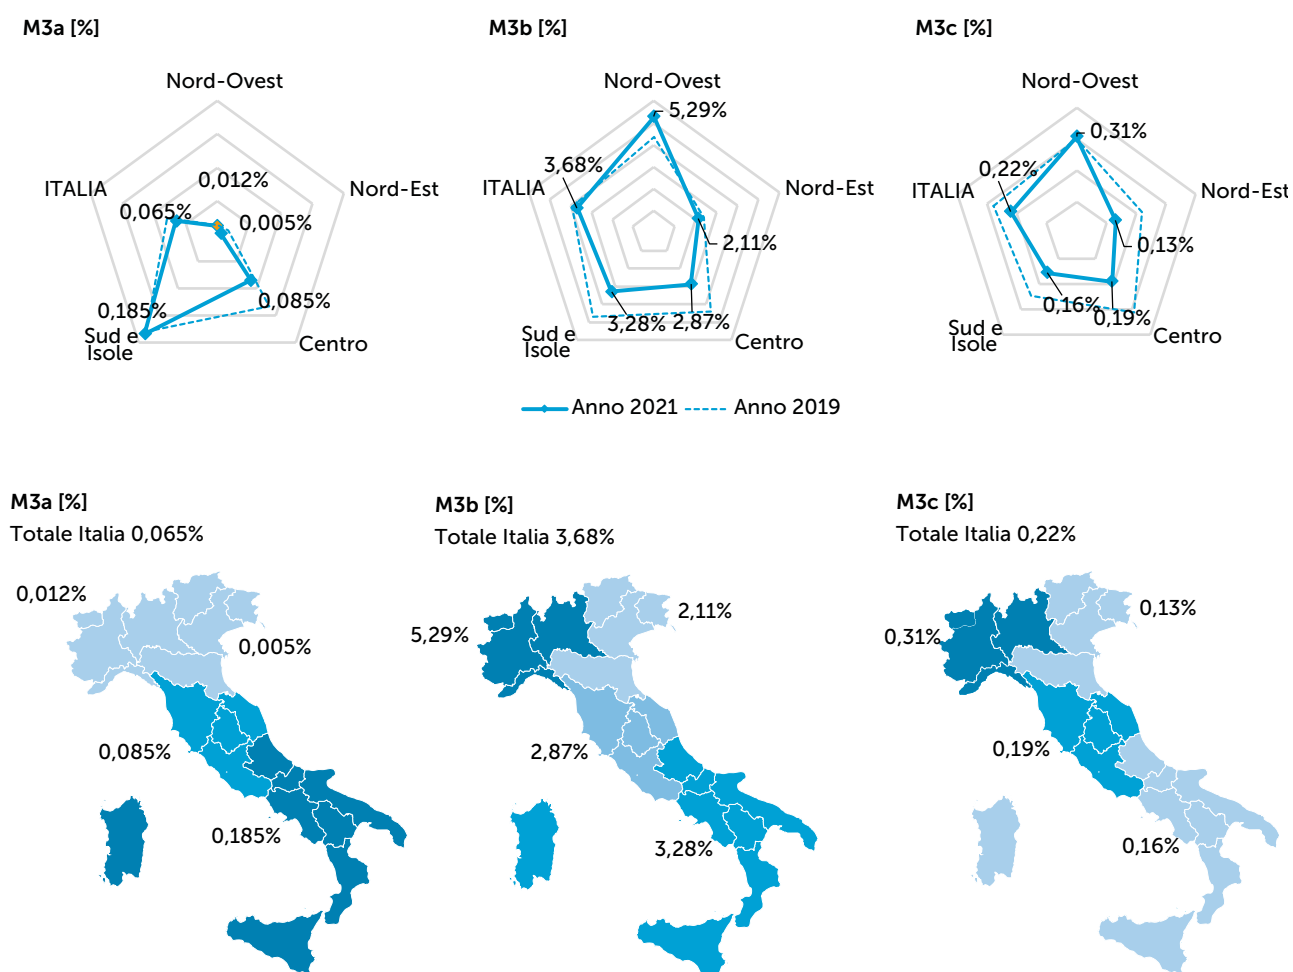 M3a [%]
M3b [%]
M3c [%]
Nord-Ovest
0,012%
ITALIA
Nord-Est
0,065%
0,005%
0,185%
0,085%
Sud e
Isole
Centro
Nord-Ovest
5,29%
3,68%
ITALIA
Nord-Est
2,11%
3,28%
2,87%
Sud e
Isole
Centro
Nord-Ovest
0,31%
0,22%
ITALIA
Nord-Est
0,13%
0,16%
0,19%
Sud e
Isole
Centro
Anno 2021
Anno 2019
M3a [%]
Totale Italia 0,065%
0,012%
0,005%
0,085%
0,185%
M3b [%]
Totale Italia 3,68%
2,11%
5,29%
2,87%
3,28%
M3c [%]
Totale Italia 0,22%
0,13%
0,31%
0,19%
0,16%